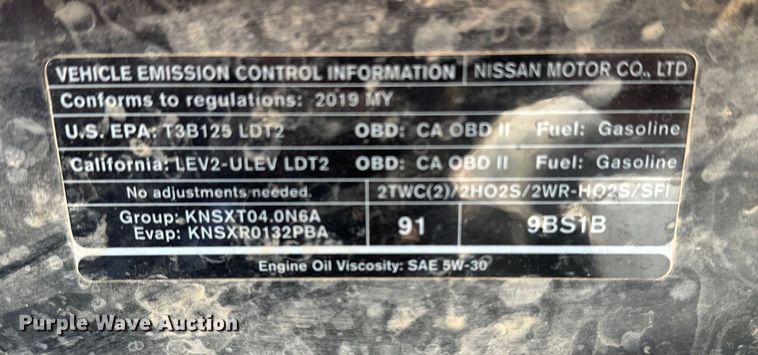 VEHICLE EMISSION CONTROL INFORMATION NISSAN MOTOR CO., LTD
Conforms to regulations: 2019 MY
U.S. EPA: T3B125 LDT2 OBD: CA OBD II Fuel: Gasoline
California: LEV2-ULEV LDT2 OBD: CA OBD II Fuel: Gasoline
No adjustments needed. 2TWC(2)/2HO2S/2WR-HO2S/SFI
Group: KNSXT04.0N6A
Evap: KNSXR0132PBA
91 9BS1B
Engine Oil Viscosity: SAE 5W-30
Purple Wave Auction